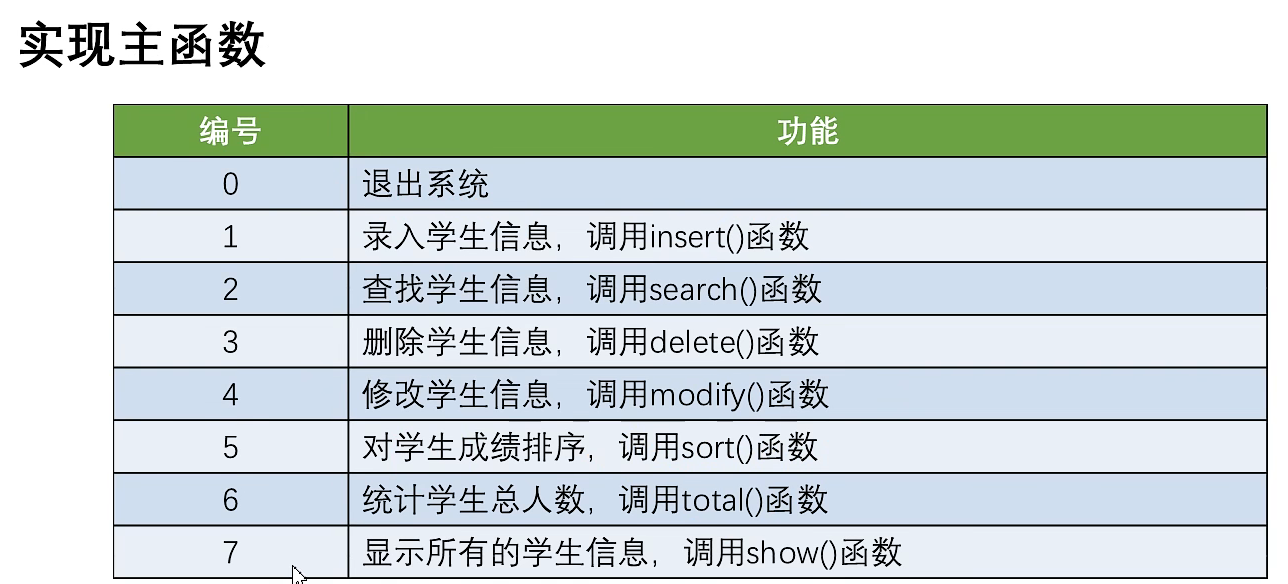 实现主函数
编号 功能
0 退出系统
1 录入学生信息，调用insert()函数
2 查找学生信息，调用search()函数
3 删除学生信息，调用delete()函数
4 修改学生信息，调用modify()函数
5 对学生成绩排序，调用sort()函数
6 统计学生总人数，调用total()函数
7 显示所有的学生信息，调用show()函数